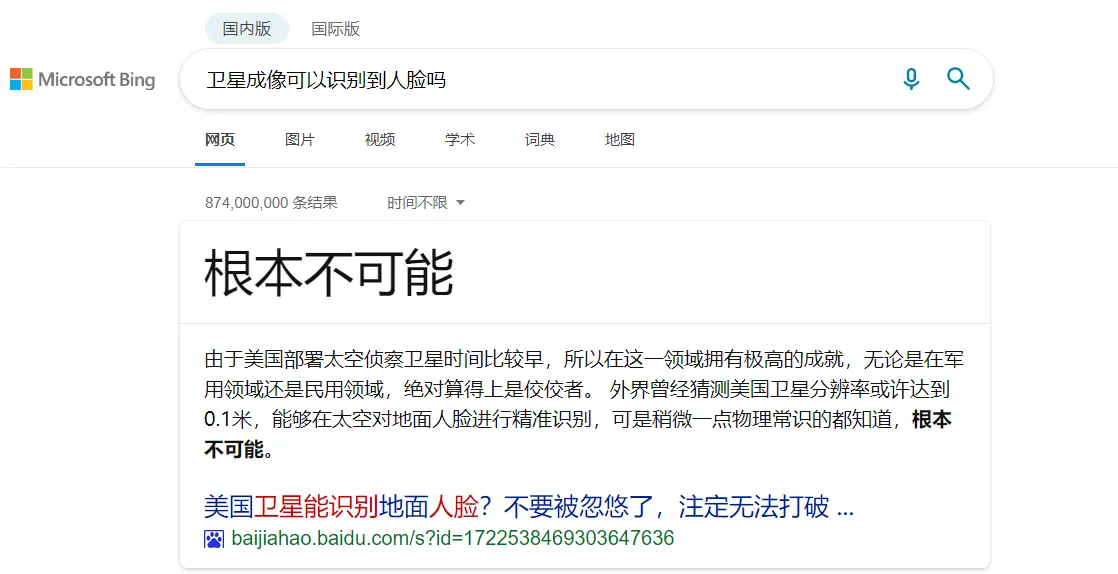 国内版 国际版
Microsoft Bing
卫星成像可以识别到人脸吗
网页 图片 视频 学术 词典 地图
874,000,000 条结果 时间不限
根本不可能
由于美国部署太空侦察卫星时间比较早，所以在这一领域拥有极高的成就，无论是在军
用领域还是民用领域，绝对算得上是佼佼者。 外界曾经猜测美国卫星分辨率或许达到
0.1米，能够在太空对地面人脸进行精准识别，可是稍微一点物理常识的都知道，根本
不可能。
美国卫星能识别地面人脸？不要被忽悠了，注定无法打破 ...
baijiahao.baidu.com/s?id=1722538469303647636